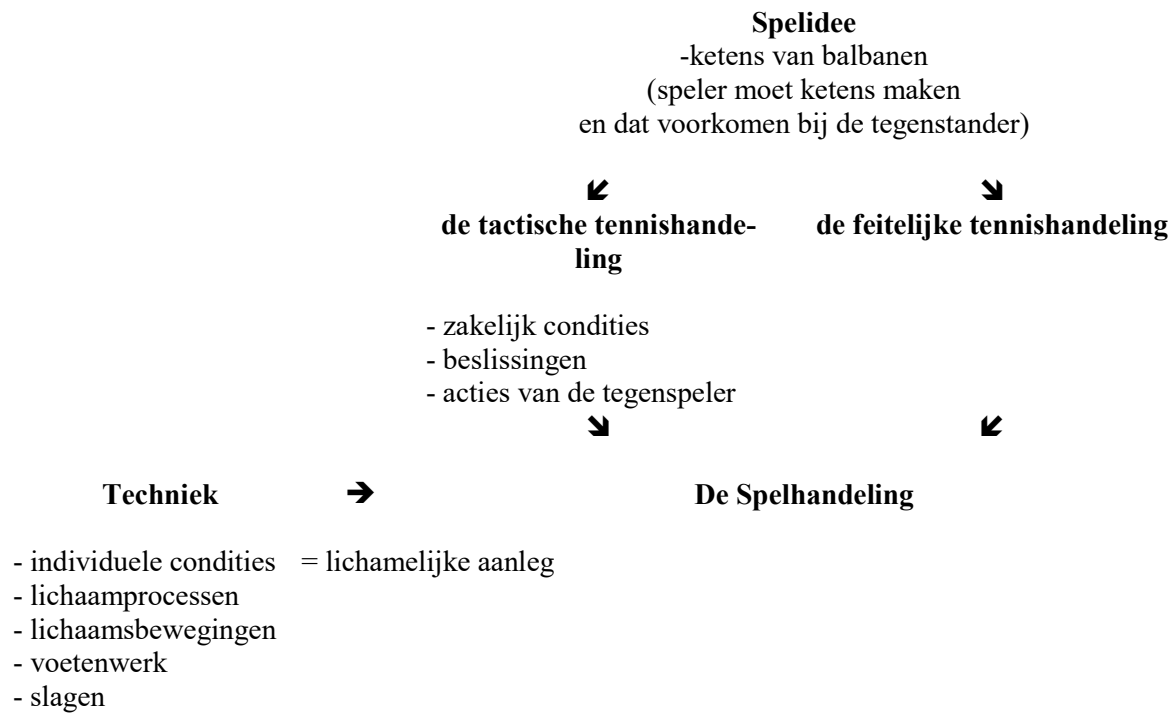 Spelidee
-ketens van balbanen
(speler moet ketens maken
en dat voorkomen bij de tegenstander)
🡿 🡾
de tactische tennishande- de feitelijke tennishandeling
ling
- zakelijk condities
- beslissingen
- acties van de tegenspeler
🡾 🡿
Techniek → De Spelhandeling
- individuele condities = lichamelijke aanleg
- lichaamprocessen
- lichaamsbewegingen
- voetenwerk
- slagen